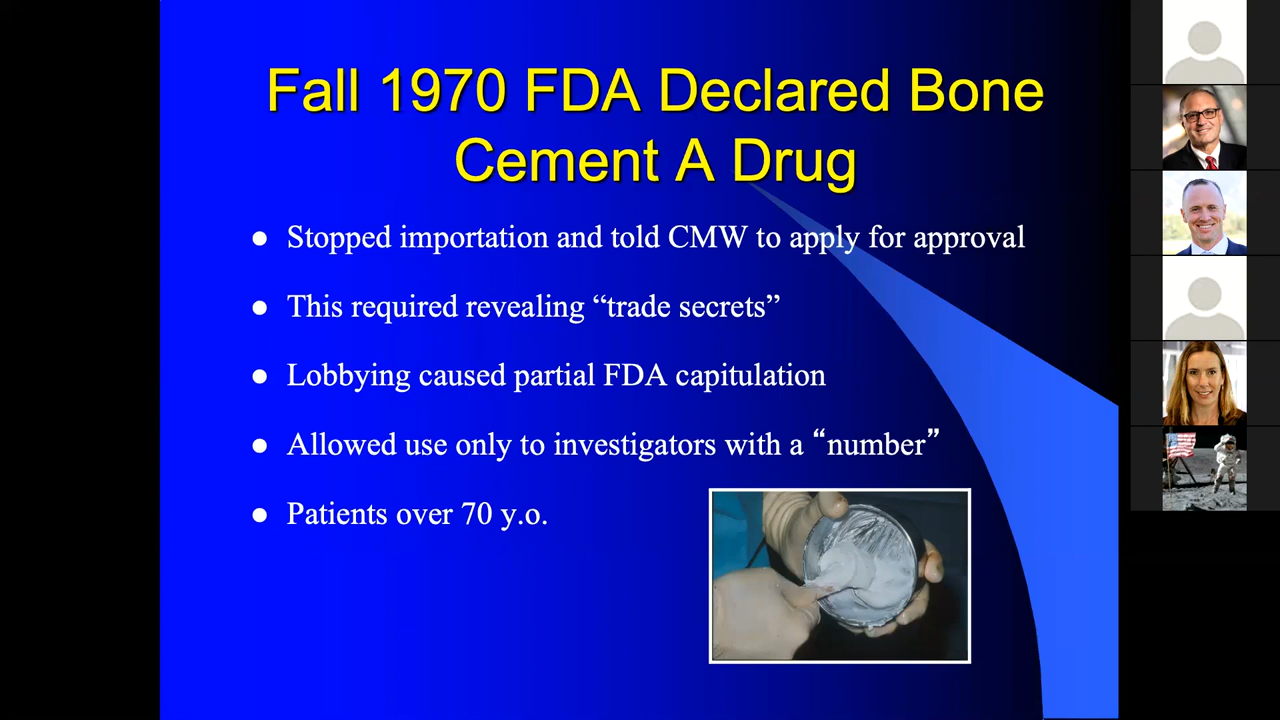 Fall 1970 FDA Declared Bone
Cement A Drug
● Stopped importation and told CMW to apply for approval
● This required revealing “trade secrets”
● Lobbying caused partial FDA capitulation
● Allowed use only to investigators with a “number”
● Patients over 70 y.o.